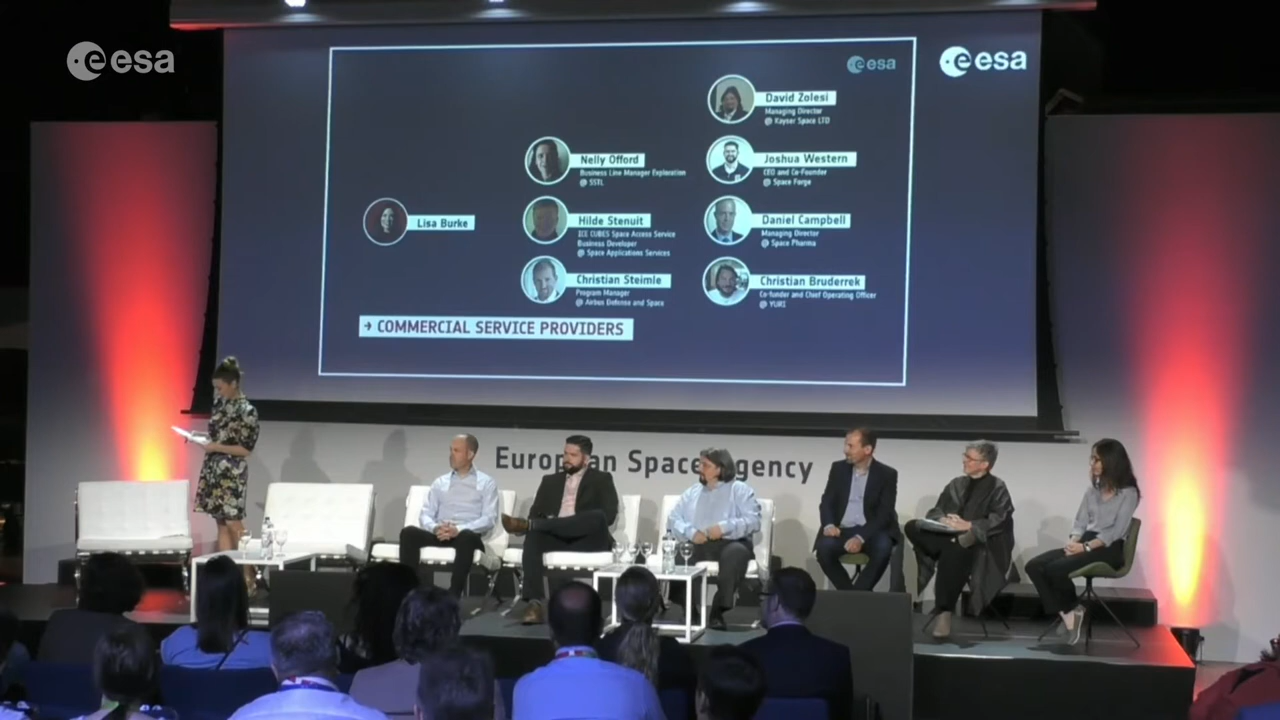 esa
esa
esa
David Zolesi
Managing Director
@ Kayser Space LTD
Nelly Offord
Business Line Manager Exploration
@ SSTL
Joshua Western
CEO and Co-Founder
@ Space Forge
Lisa Burke
Hilde Stenuit
ICE CUBES Space Access Service
Business Developer
@ Space Applications Services
Daniel Campbell
Managing Director
@ Space Pharma
Christian Steimle
Program Manager
@ Airbus Defense and Space
Christian Bruderrek
Co-funder and Chief Operating Officer
@ YURI
→ COMMERCIAL SERVICE PROVIDERS
European Space Agency